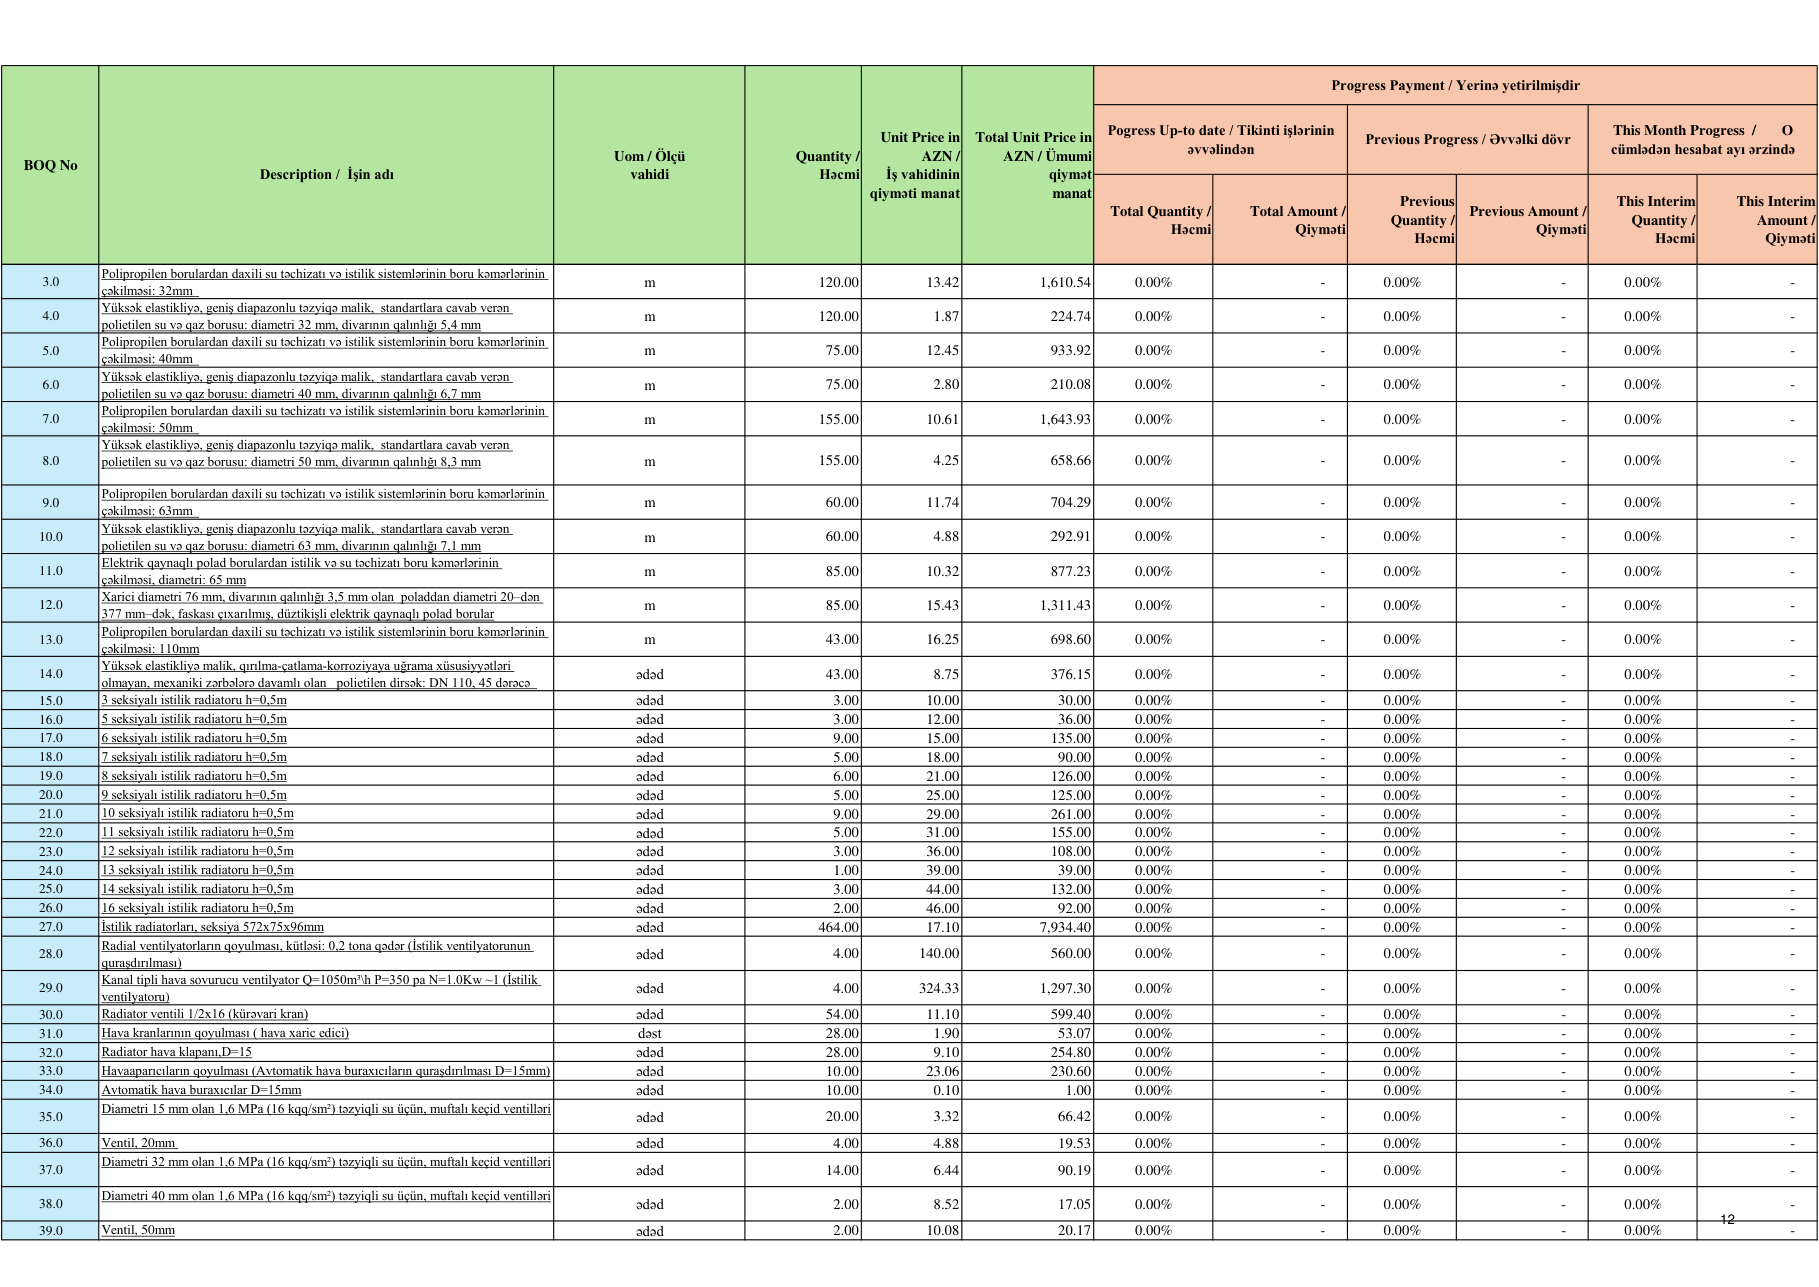 Progress Payment / Yerinə yetirilmişdir
BOQ No
Description / İşin adı
Uom / Ölçü
vahidi
Quantity /
Həcmi
Unit Price in
AZN /
İş vahidinin
qiyməti manat
Total Unit Price in
AZN / Ümumi
qiymət
manat
Pogress Up-to date / Tikinti işlərinin
əvvəlindən
Previous Progress / Əvvəlki dövr
This Month Progress / O
cümlədən hesabat ayı ərzində
Total Quantity /
Həcmi
Total Amount /
Qiyməti
Previous
Quantity /
Həcmi
Previous Amount /
Qiyməti
This Interim
Quantity /
Həcmi
This Interim
Amount /
Qiyməti
3.0 Polipropilen borulardan daxili su təchizatı və istilik sistemlərinin boru kəmərlərinin
çəkilməsi: 32mm m 120.00 13.42 1,610.54 0.00% - 0.00% - 0.00% -
4.0 Yüksək elastikliyə, geniş diapazonlu təzyiqə malik, standartlara cavab verən
polietilen su və qaz borusu: diametri 32 mm, divarının qalınlığı 5,4 mm m 120.00 1.87 224.74 0.00% - 0.00% - 0.00% -
5.0 Polipropilen borulardan daxili su təchizatı və istilik sistemlərinin boru kəmərlərinin
çəkilməsi: 40mm m 75.00 12.45 933.92 0.00% - 0.00% - 0.00% -
6.0 Yüksək elastikliyə, geniş diapazonlu təzyiqə malik, standartlara cavab verən
polietilen su və qaz borusu: diametri 40 mm, divarının qalınlığı 6,7 mm m 75.00 2.80 210.08 0.00% - 0.00% - 0.00% -
7.0 Polipropilen borulardan daxili su təchizatı və istilik sistemlərinin boru kəmərlərinin
çəkilməsi: 50mm m 155.00 10.61 1,643.93 0.00% - 0.00% - 0.00% -
8.0 Yüksək elastikliyə, geniş diapazonlu təzyiqə malik, standartlara cavab verən
polietilen su və qaz borusu: diametri 50 mm, divarının qalınlığı 8,3 mm m 155.00 4.25 658.66 0.00% - 0.00% - 0.00% -
9.0 Polipropilen borulardan daxili su təchizatı və istilik sistemlərinin boru kəmərlərinin
çəkilməsi: 63mm m 60.00 11.74 704.29 0.00% - 0.00% - 0.00% -
10.0 Yüksək elastikliyə, geniş diapazonlu təzyiqə malik, standartlara cavab verən
polietilen su və qaz borusu: diametri 63 mm, divarının qalınlığı 7,1 mm m 60.00 4.88 292.91 0.00% - 0.00% - 0.00% -
11.0 Elektrik qaynaqlı polad borulardan istilik və su təchizatı boru kəmərlərinin
çəkilməsi, diametri: 65 mm m 85.00 10.32 877.23 0.00% - 0.00% - 0.00% -
12.0 Xarici diametri 76 mm, divarının qalınlığı 3,5 mm olan poladdan diametri 20–dən
377 mm–dək, faskası çıxarılmış, düztikişli elektrik qaynaqlı polad borular m 85.00 15.43 1,311.43 0.00% - 0.00% - 0.00% -
13.0 Polipropilen borulardan daxili su təchizatı və istilik sistemlərinin boru kəmərlərinin
çəkilməsi: 110mm m 43.00 16.25 698.60 0.00% - 0.00% - 0.00% -
14.0 Yüksək elastikliyə malik, qırılma-çatlama-korroziyaya uğrama xüsusiyyətləri
olmayan, mexaniki zərbələrə davamlı olan polietilen dirsək: DN 110, 45 dərəcə ədəd 43.00 8.75 376.15 0.00% - 0.00% - 0.00% -
15.0 3 seksiyalı istilik radiatoru h=0,5m ədəd 3.00 10.00 30.00 0.00% - 0.00% - 0.00% -
16.0 5 seksiyalı istilik radiatoru h=0,5m ədəd 3.00 12.00 36.00 0.00% - 0.00% - 0.00% -
17.0 6 seksiyalı istilik radiatoru h=0,5m ədəd 9.00 15.00 135.00 0.00% - 0.00% - 0.00% -
18.0 7 seksiyalı istilik radiatoru h=0,5m ədəd 5.00 18.00 90.00 0.00% - 0.00% - 0.00% -
19.0 8 seksiyalı istilik radiatoru h=0,5m ədəd 6.00 21.00 126.00 0.00% - 0.00% - 0.00% -
20.0 9 seksiyalı istilik radiatoru h=0,5m ədəd 5.00 25.00 125.00 0.00% - 0.00% - 0.00% -
21.0 10 seksiyalı istilik radiatoru h=0,5m ədəd 9.00 29.00 261.00 0.00% - 0.00% - 0.00% -
22.0 11 seksiyalı istilik radiatoru h=0,5m ədəd 5.00 31.00 155.00 0.00% - 0.00% - 0.00% -
23.0 12 seksiyalı istilik radiatoru h=0,5m ədəd 3.00 36.00 108.00 0.00% - 0.00% - 0.00% -
24.0 13 seksiyalı istilik radiatoru h=0,5m ədəd 1.00 39.00 39.00 0.00% - 0.00% - 0.00% -
25.0 14 seksiyalı istilik radiatoru h=0,5m ədəd 3.00 44.00 132.00 0.00% - 0.00% - 0.00% -
26.0 16 seksiyalı istilik radiatoru h=0,5m ədəd 2.00 46.00 92.00 0.00% - 0.00% - 0.00% -
27.0 İstilik radiatorları, seksiya 572x75x96mm ədəd 464.00 17.10 7,934.40 0.00% - 0.00% - 0.00% -
28.0 Radial ventilyatorların qoyulması, kütləsi: 0,2 tona qədər (İstilik ventilyatorunun
quraşdırılması) ədəd 4.00 140.00 560.00 0.00% - 0.00% - 0.00% -
29.0 Kanal tipli hava sovurucu ventilyator Q=1050m³\h P=350 pa N=1.0Kw ~1 (İstilik
ventilyatoru) ədəd 4.00 324.33 1,297.30 0.00% - 0.00% - 0.00% -
30.0 Radiator ventili 1/2x16 (kürəvari kran) ədəd 54.00 11.10 599.40 0.00% - 0.00% - 0.00% -
31.0 Hava kranlarının qoyulması ( hava xaric edici) dəst 28.00 1.90 53.07 0.00% - 0.00% - 0.00% -
32.0 Radiator hava klapanı,D=15 ədəd 28.00 9.10 254.80 0.00% - 0.00% - 0.00% -
33.0 Havaaparıcıların qoyulması (Avtomatik hava buraxıcıların quraşdırılması D=15mm) ədəd 10.00 23.06 230.60 0.00% - 0.00% - 0.00% -
34.0 Avtomatik hava buraxıcılar D=15mm ədəd 10.00 0.10 1.00 0.00% - 0.00% - 0.00% -
35.0 Diametri 15 mm olan 1,6 MPa (16 kqq/sm²) təzyiqli su üçün, muftalı keçid ventilləri ədəd 20.00 3.32 66.42 0.00% - 0.00% - 0.00% -
36.0 Ventil, 20mm ədəd 4.00 4.88 19.53 0.00% - 0.00% - 0.00% -
37.0 Diametri 32 mm olan 1,6 MPa (16 kqq/sm²) təzyiqli su üçün, muftalı keçid ventilləri ədəd 14.00 6.44 90.19 0.00% - 0.00% - 0.00% -
38.0 Diametri 40 mm olan 1,6 MPa (16 kqq/sm²) təzyiqli su üçün, muftalı keçid ventilləri ədəd 2.00 8.52 17.05 0.00% - 0.00% - 0.00% -
12
39.0 Ventil, 50mm ədəd 2.00 10.08 20.17 0.00% - 0.00% - 0.00% -